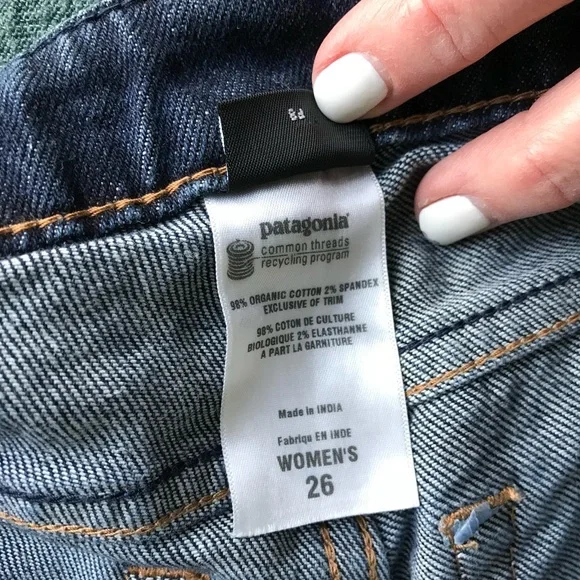 patagonia®
common threads
recycling program
98% ORGANIC COTTON 2% SPANDEX
EXCLUSIVE OF TRIM
98% COTON DE CULTURE
BIOLOGIQUE 2% ELASTHANNE
A PART LA GARNITURE
Made in INDIA
Fabriqu EN INDE
WOMEN'S
26